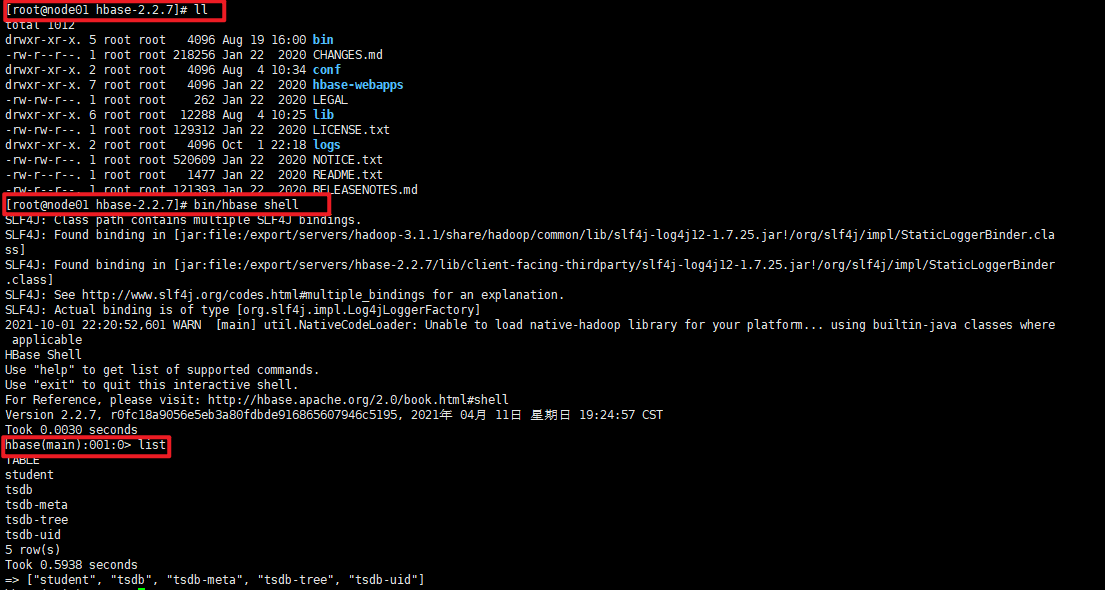 [root@node01 hbase-2.2.7]# ll
total 1012
drwxr-xr-x. 5 root root   4096 Aug 19 16:00 bin
-rw-r--r--. 1 root root 218256 Jan 22  2020 CHANGES.md
drwxr-xr-x. 2 root root   4096 Aug  4 10:34 conf
drwxr-xr-x. 7 root root   4096 Jan 22  2020 hbase-webapps
-rw-rw-r--. 1 root root    262 Jan 22  2020 LEGAL
drwxr-xr-x. 6 root root  12288 Aug  4 10:25 lib
-rw-rw-r--. 1 root root 129312 Jan 22  2020 LICENSE.txt
drwxr-xr-x. 2 root root   4096 Oct  1 22:18 logs
-rw-rw-r--. 1 root root 520609 Jan 22  2020 NOTICE.txt
-rw-r--r--. 1 root root   1477 Jan 22  2020 README.txt
-rw-r--r--. 1 root root 121393 Jan 22  2020 RELEASENOTES.md
[root@node01 hbase-2.2.7]# bin/hbase shell
SLF4J: Class path contains multiple SLF4J bindings.
SLF4J: Found binding in [jar:file:/export/servers/hadoop-3.1.1/share/hadoop/common/lib/slf4j-log4j12-1.7.25.jar!/org/slf4j/impl/StaticLoggerBinder.cla
ss]
SLF4J: Found binding in [jar:file:/export/servers/hbase-2.2.7/lib/client-facing-thirdparty/slf4j-log4j12-1.7.25.jar!/org/slf4j/impl/StaticLoggerBinder
.class]
SLF4J: See http://www.slf4j.org/codes.html#multiple_bindings for an explanation.
SLF4J: Actual binding is of type [org.slf4j.impl.Log4jLoggerFactory]
2021-10-01 22:20:52,601 WARN  [main] util.NativeCodeLoader: Unable to load native-hadoop library for your platform... using builtin-java classes where
 applicable
HBase Shell
Use "help" to get list of supported commands.
Use "exit" to quit this interactive shell.
For Reference, please visit: http://hbase.apache.org/2.0/book.html#shell
Version 2.2.7, r0fc18a9056e5eb3a80fdbde916865607946c5195, 2021年 04月 11日 星期日 19:24:57 CST
Took 0.0030 seconds
hbase(main):001:0> list
TABLE
student
tsdb
tsdb-meta
tsdb-tree
tsdb-uid
5 row(s)
Took 0.5938 seconds
=> ["student", "tsdb", "tsdb-meta", "tsdb-tree", "tsdb-uid"]